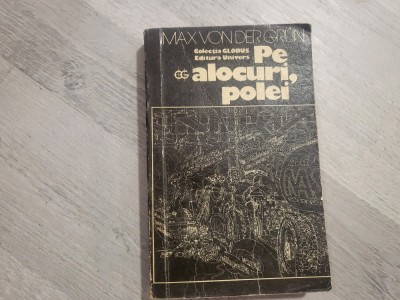 MAX VON DER GRÜN
Colecția GLOBUS
Editura Univers
Pe
alocuri,
polei